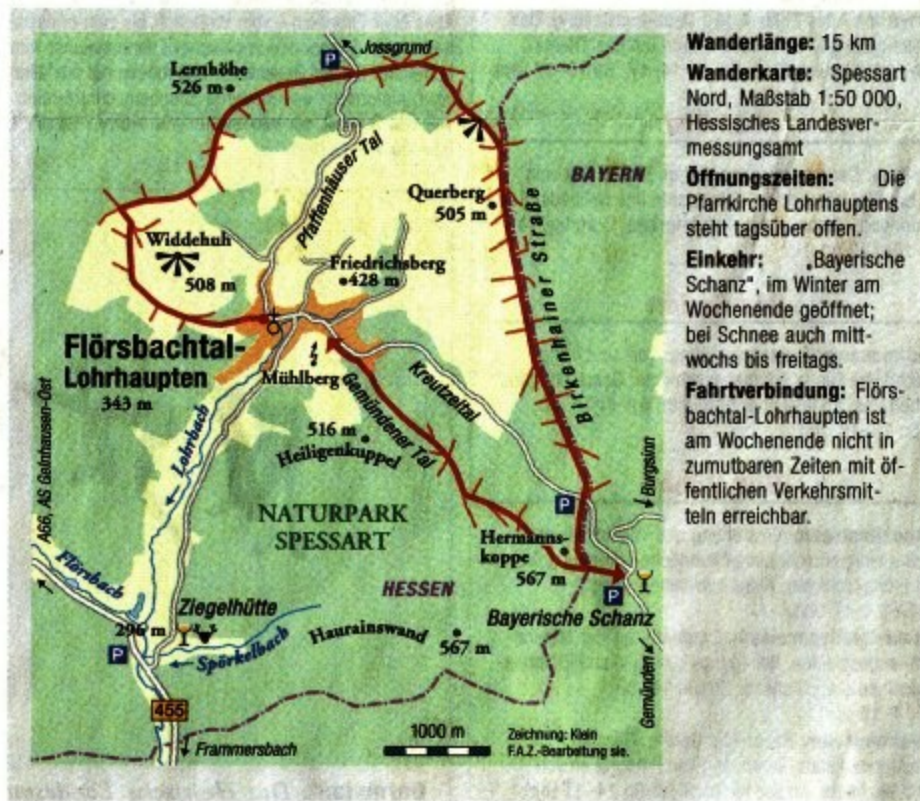 Jossgrund
Lernhöhe
526 m
Pfaffenhäuser Tal
BAYERN
Querberg
505 m
Birkenhainer Straße
Widdehuh
508 m
Friedrichsberg
428 m
Flörsbachtal-
Lohrhaupten
343 m
Mühlberg
Kreutzeital
Gemündener Tal
516 m
Heiligenkuppel
Lohrbach
A66, AS Gelnhausen-Ost
NATURPARK
SPESSART
Burgsinn
P
P
Hermanns-
koppe
567 m
HESSEN
Bayerische Schanz
P
Flörsbach
Ziegelhütte
296 m
P
Spörkelbach
Haurainswand
567 m
Gemünden
455
Frammersbach
1000 m
Zeichnung: Klein
F.A.Z.-Bearbeitung sie.
Wanderlänge: 15 km
Wanderkarte: Spessart
Nord, Maßstab 1:50 000,
Hessisches Landesver-
messungsamt
Öffnungszeiten: Die
Pfarrkirche Lohrhauptens
steht tagsüber offen.
Einkehr: „Bayerische
Schanz“, im Winter am
Wochenende geöffnet;
bei Schnee auch mitt-
wochs bis freitags.
Fahrtverbindung: Flörs-
bachtal-Lohrhaupten ist
am Wochenende nicht in
zumutbaren Zeiten mit öf-
fentlichen Verkehrsmit-
teln erreichbar.